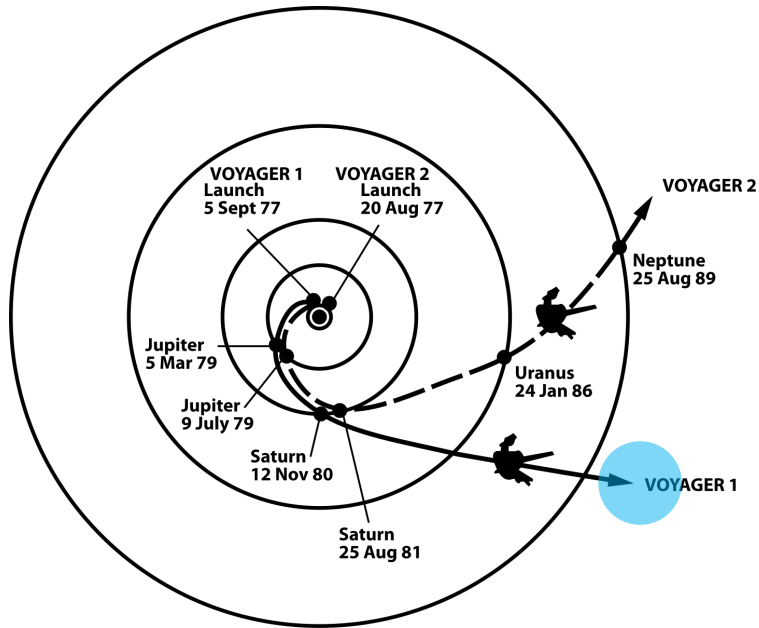 VOYAGER 1
Launch
5 Sept 77
VOYAGER 2
Launch
20 Aug 77
VOYAGER 2
Neptune
25 Aug 89
Jupiter
5 Mar 79
Uranus
24 Jan 86
Jupiter
9 July 79
Saturn
12 Nov 80
VOYAGER 1
Saturn
25 Aug 81